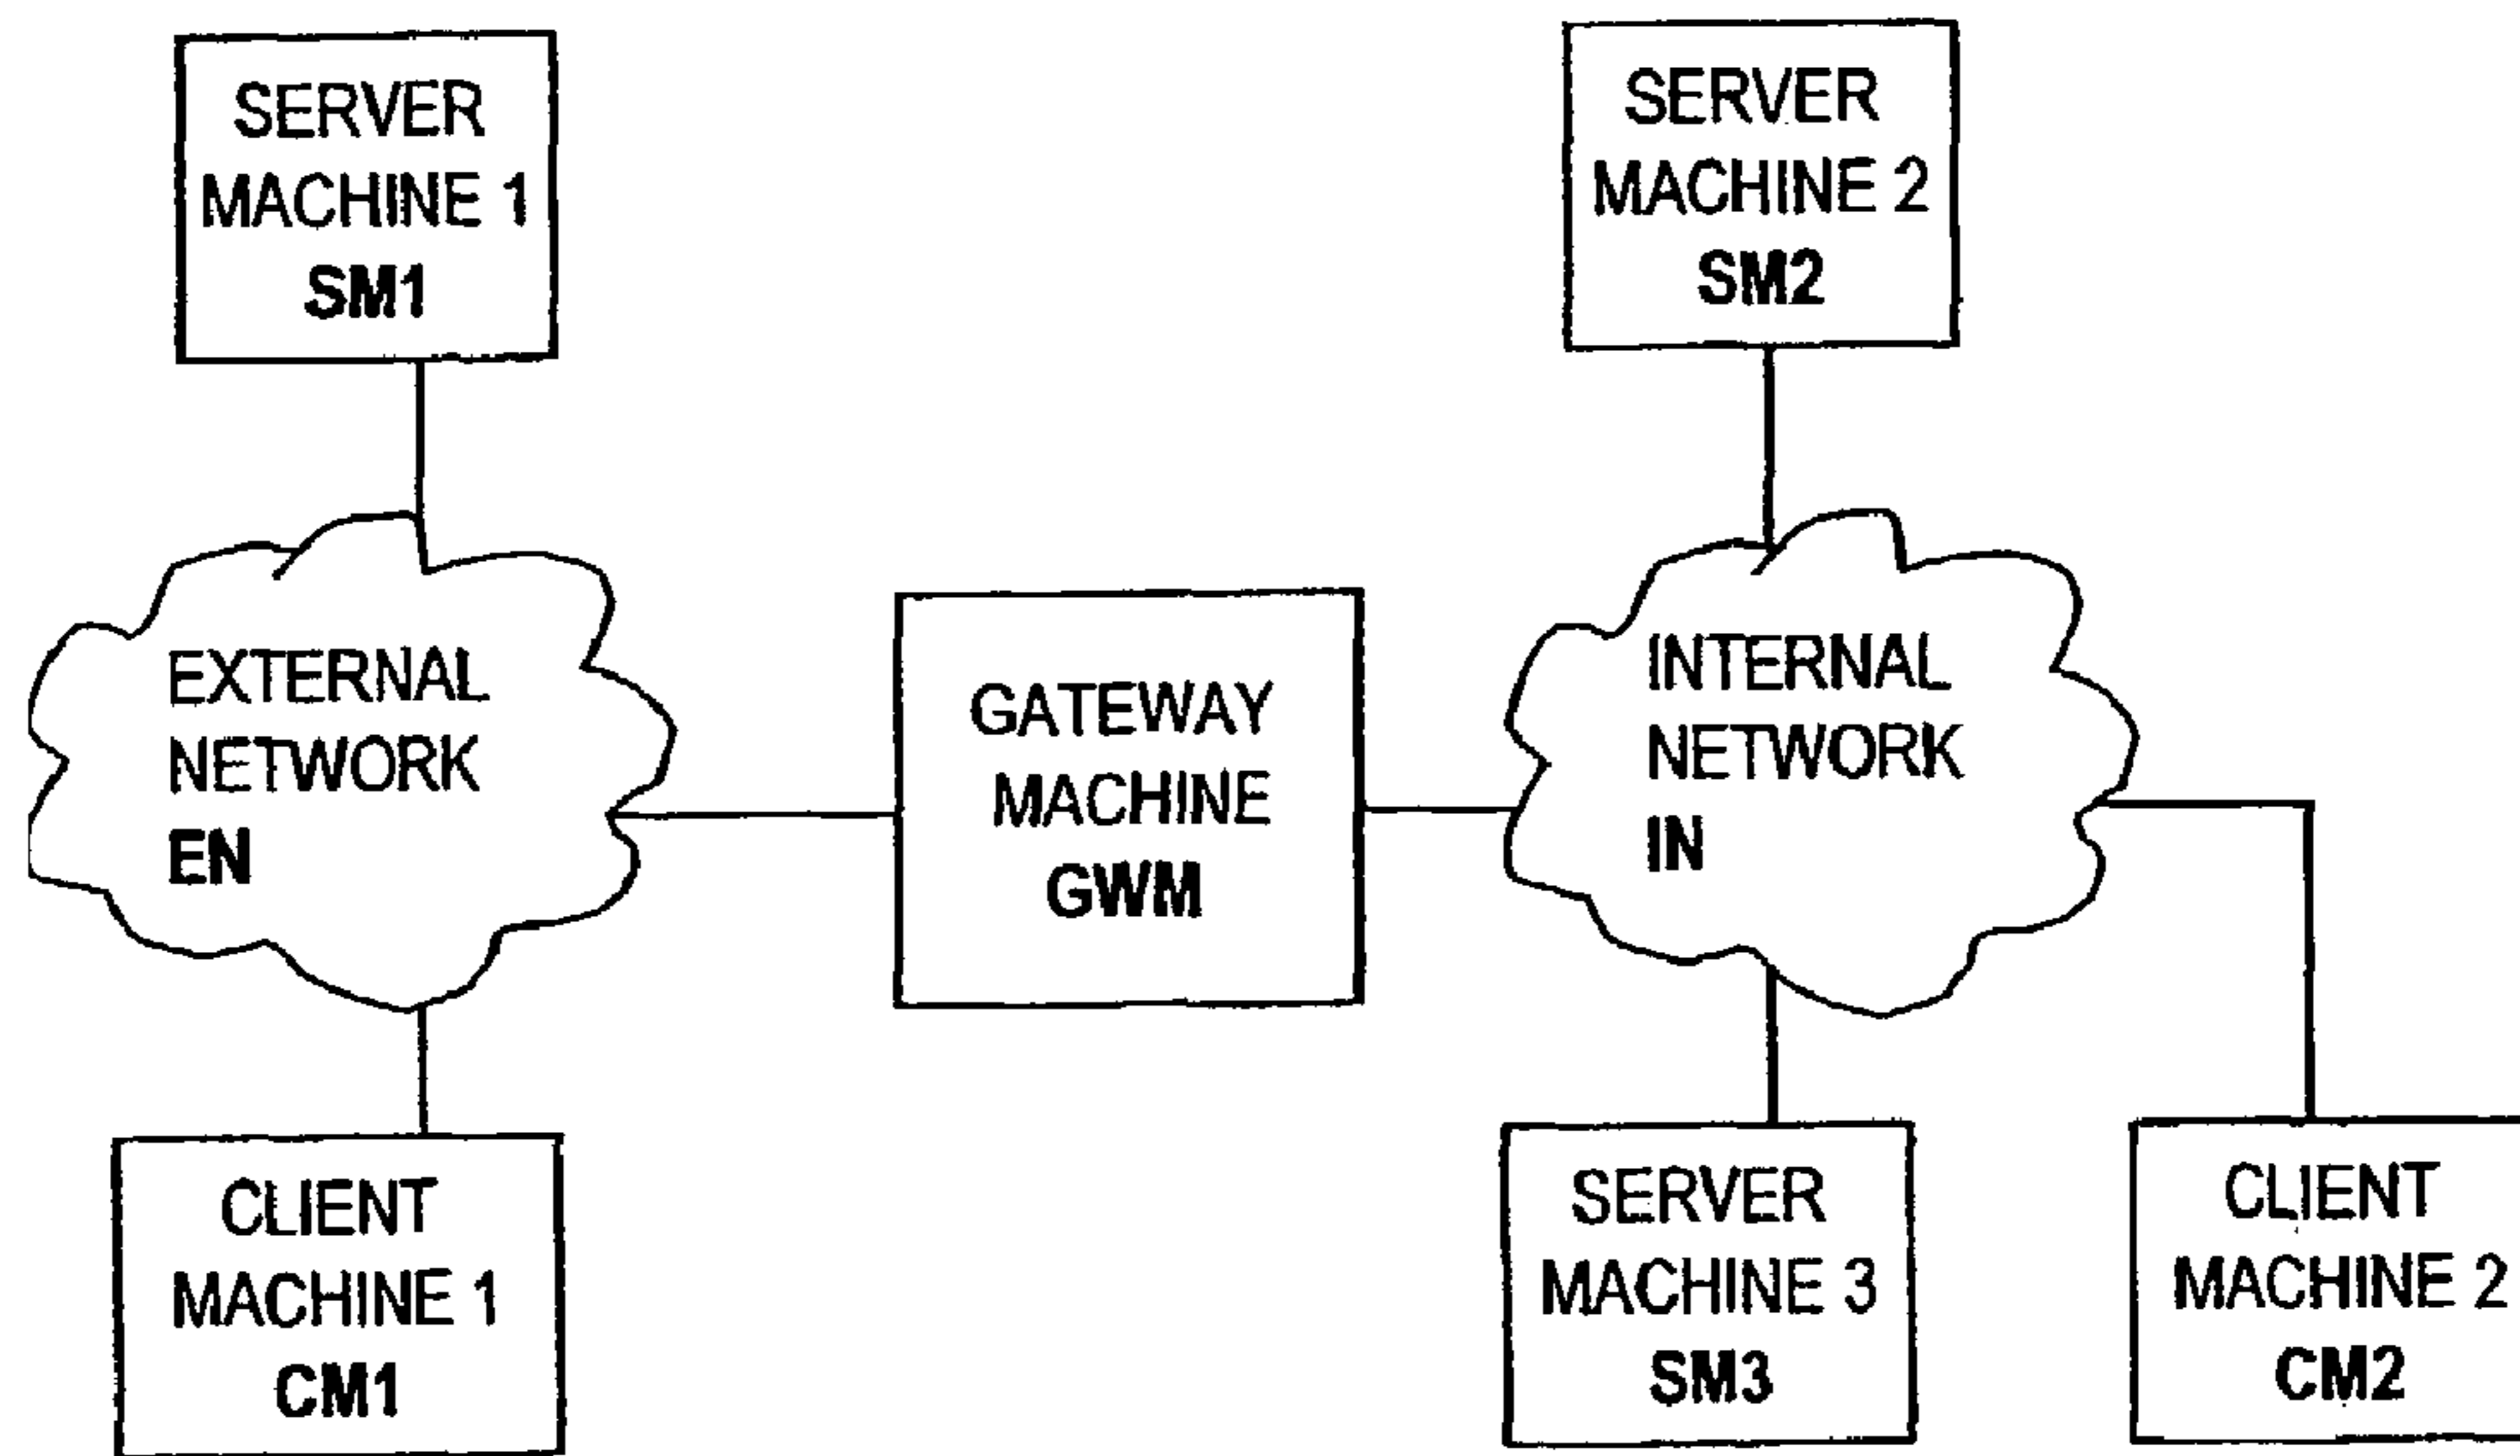 SERVER
MACHINE 1
SM1
SERVER
MACHINE 2
SM2
EXTERNAL
NETWORK
EN
GATEWAY
MACHINE
GWM
INTERNAL
NETWORK
IN
CLIENT
MACHINE 1
CM1
SERVER
MACHINE 3
SM3
CLIENT
MACHINE 2
CM2